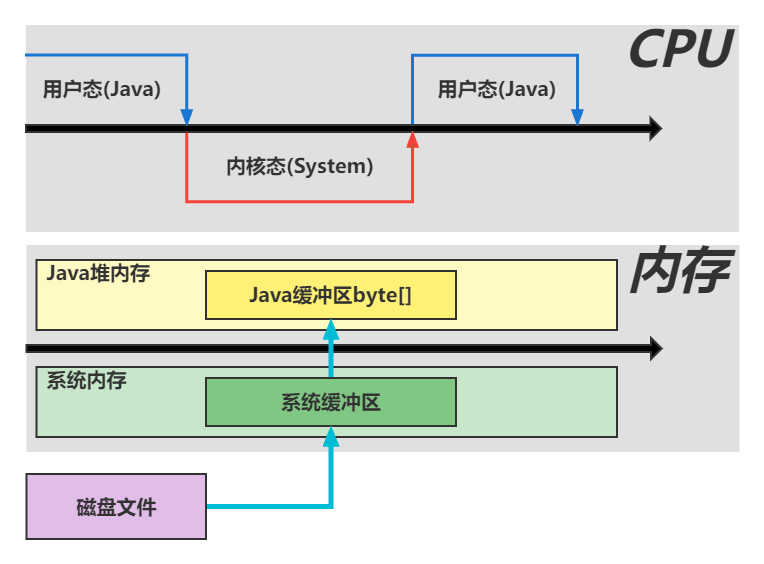 CPU
用户态(Java)
用户态(Java)
内核态(System)
内存
Java堆内存
Java缓冲区byte[]
系统内存
系统缓冲区
磁盘文件